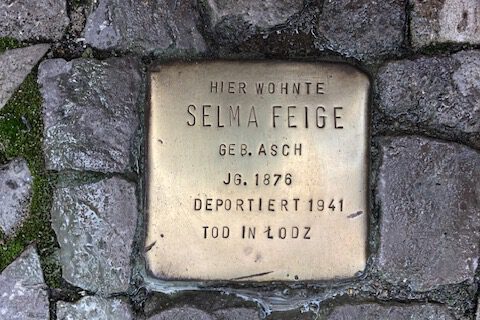 HIER WOHNTE
SELMA FEIGE
GEB. ASCH
JG. 1876
DEPORTIERT 1941
TOD IN LODZ